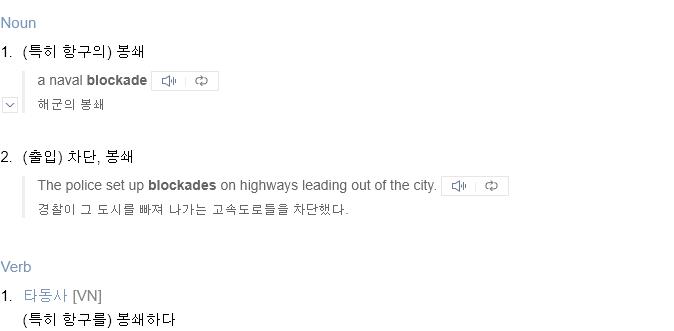 Noun
1. (특히 항구의) 봉쇄
a naval blockade
해군의 봉쇄
2. (출입) 차단, 봉쇄
The police set up blockades on highways leading out of the city.
경찰이 그 도시를 빠져 나가는 고속도로들을 차단했다.
Verb
1. 타동사 [VN]
(특히 항구를) 봉쇄하다